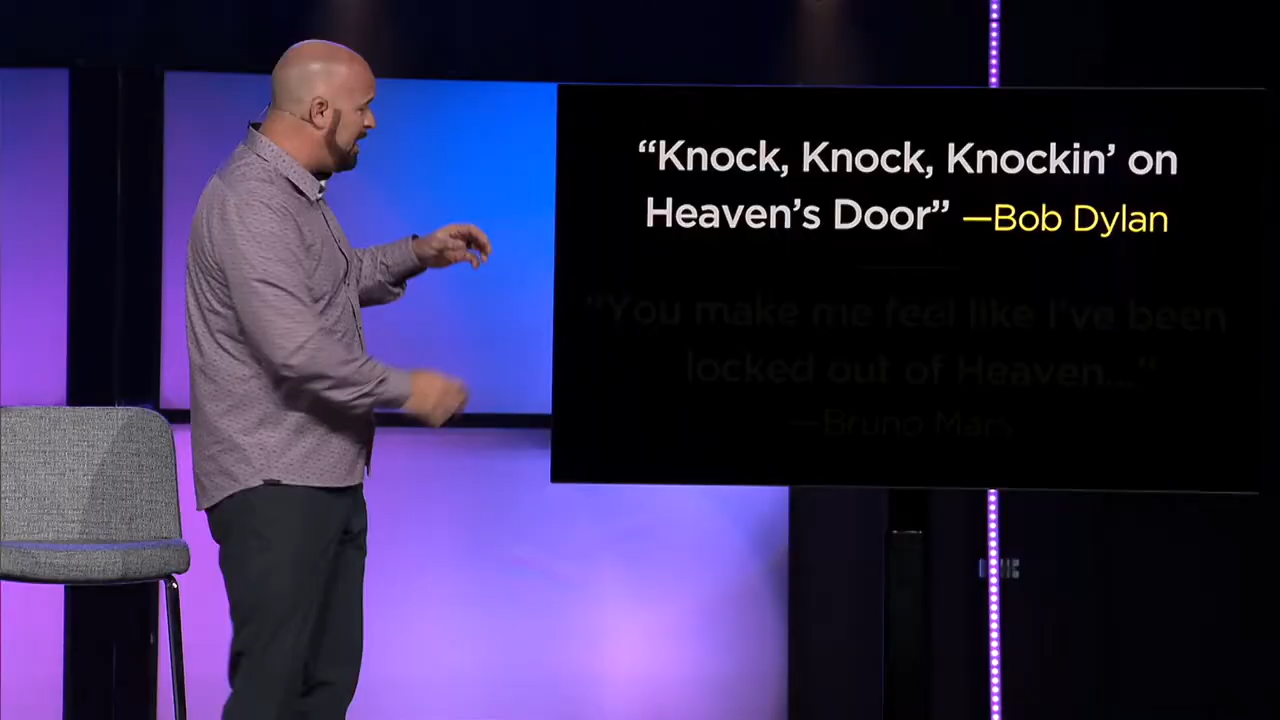 “Knock, Knock, Knockin’ on
Heaven’s Door” —Bob Dylan
“You make me feel like I’ve been
locked out of Heaven...“
—Bruno Mars